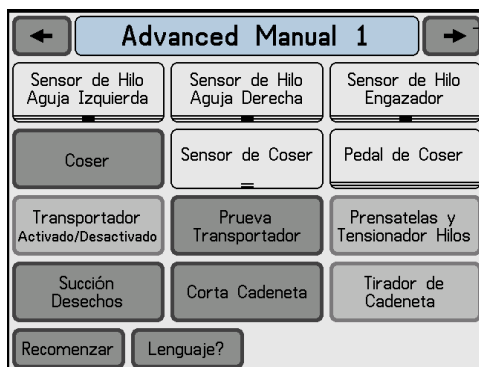 Advanced Manual 1
Sensor de Hilo
Aguja Izquierda
Sensor de Hilo
Aguja Derecha
Sensor de Hilo
Engazador
Coser
Sensor de Coser
Pedal de Coser
Transportador
Activado/Desactivado
Prueva
Transportador
Prensatelas y
Tensionador Hilos
Succión
Desechos
Corta Cadeneta
Tirador de
Cadeneta
Recomenzar
Lenguaje?